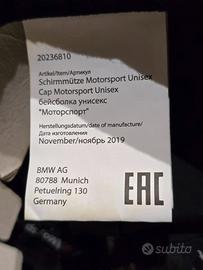 20236810
Artikel/Item/Артикул
Schirmmütze Motorsport Unisex
Cap Motorsport Unisex
бейсболка унисекс
"Моторспорт"
Herstellungsdatum/date of manufacture/
Дата изготовления
November/ноябрь 2019
BMW AG
80788 Munich
Petuelring 130
Germany
EAC
subito